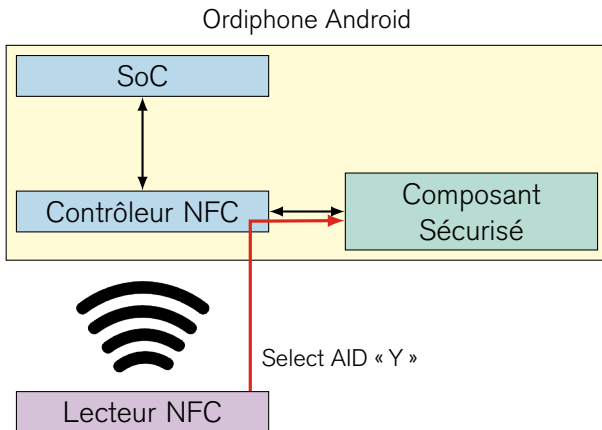 Ordiphone Android
SoC
Contrôleur NFC
Composant
Sécurisé
Select AID « Y »
Lecteur NFC